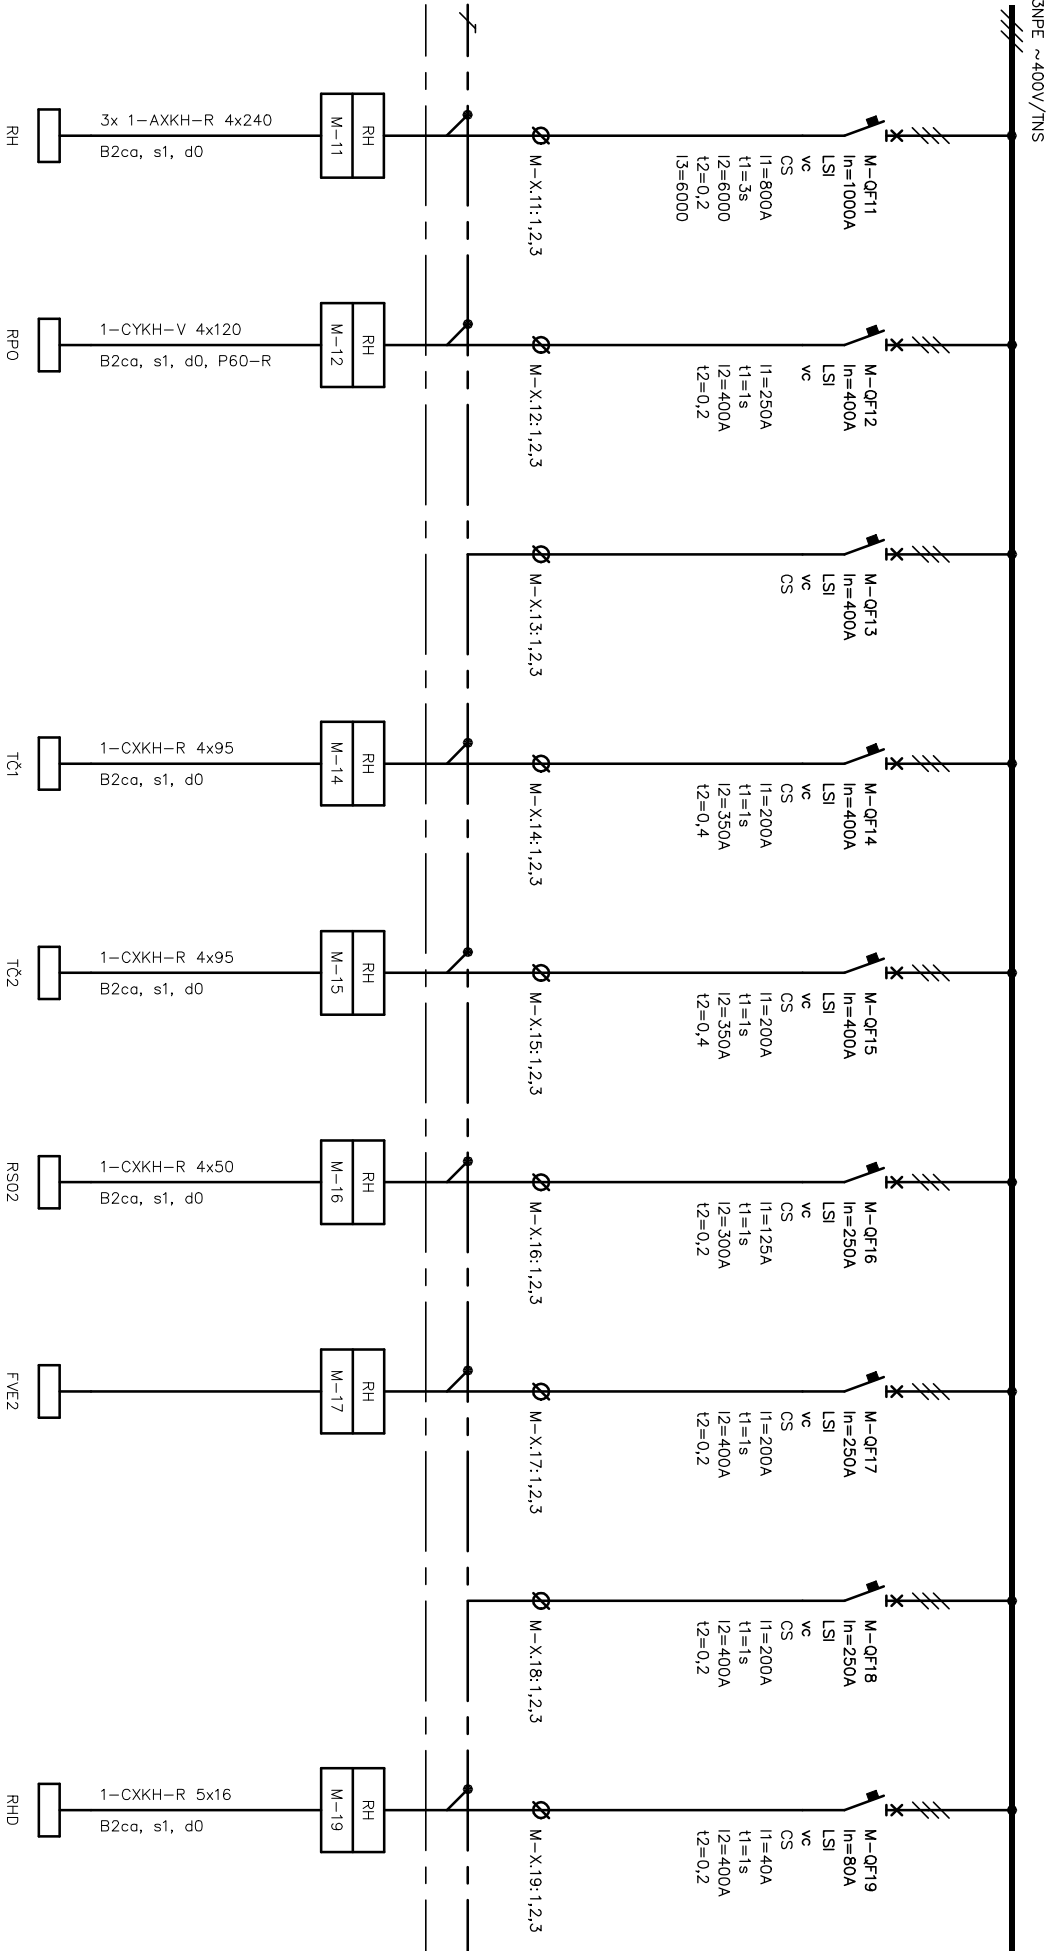 3NPE ~400V/TNS
M-QF11
In=1000A
LSI
vc
CS
I1=800A
t1=3s
I2=6000
t2=0,2
I3=6000
M-X.11:1,2,3
RH
M-11
3x 1-AXKH-R 4x240
B2ca, s1, d0
RH
M-QF12
In=400A
LSI
vc
I1=250A
t1=1s
I2=400A
t2=0,2
M-X.12:1,2,3
RH
M-12
1-CYKH-V 4x120
B2ca, s1, d0, P60-R
RPO
M-QF13
In=400A
LSI
vc
CS
M-X.13:1,2,3
M-QF14
In=400A
LSI
vc
CS
I1=200A
t1=1s
I2=350A
t2=0,4
M-X.14:1,2,3
RH
M-14
1-CXKH-R 4x95
B2ca, s1, d0
TČ1
M-QF15
In=400A
LSI
vc
CS
I1=200A
t1=1s
I2=350A
t2=0,4
M-X.15:1,2,3
RH
M-15
1-CXKH-R 4x95
B2ca, s1, d0
TČ2
M-QF16
In=250A
LSI
vc
CS
I1=125A
t1=1s
I2=300A
t2=0,2
M-X.16:1,2,3
RH
M-16
1-CXKH-R 4x50
B2ca, s1, d0
RS02
M-QF17
In=250A
LSI
vc
CS
I1=200A
t1=1s
I2=400A
t2=0,2
M-X.17:1,2,3
RH
M-17
FVE2
M-QF18
In=250A
LSI
vc
CS
I1=200A
t1=1s
I2=400A
t2=0,2
M-X.18:1,2,3
M-QF19
In=80A
LSI
vc
CS
I1=40A
t1=1s
I2=400A
t2=0,2
M-X.19:1,2,3
RH
M-19
1-CXKH-R 5x16
B2ca, s1, d0
RHD